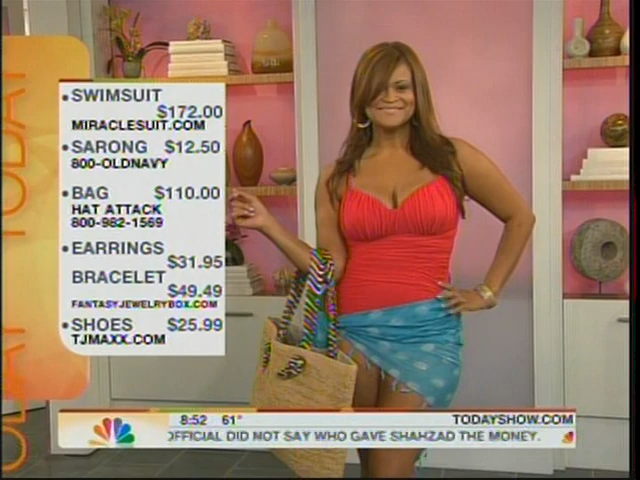 TODAY
TODAY
• SWIMSUIT
$172.00
MIRACLESUIT.COM
• SARONG $12.50
800-OLDNAVY
• BAG $110.00
HAT ATTACK
800-982-1569
• EARRINGS
$31.95
BRACELET
$49.49
FANTASYJEWELRYBOX.COM
• SHOES $25.99
TJMAXX.COM
8:52 61° TODAYSHOW.COM
OFFICIAL DID NOT SAY WHO GAVE SHAHZAD THE MONEY.